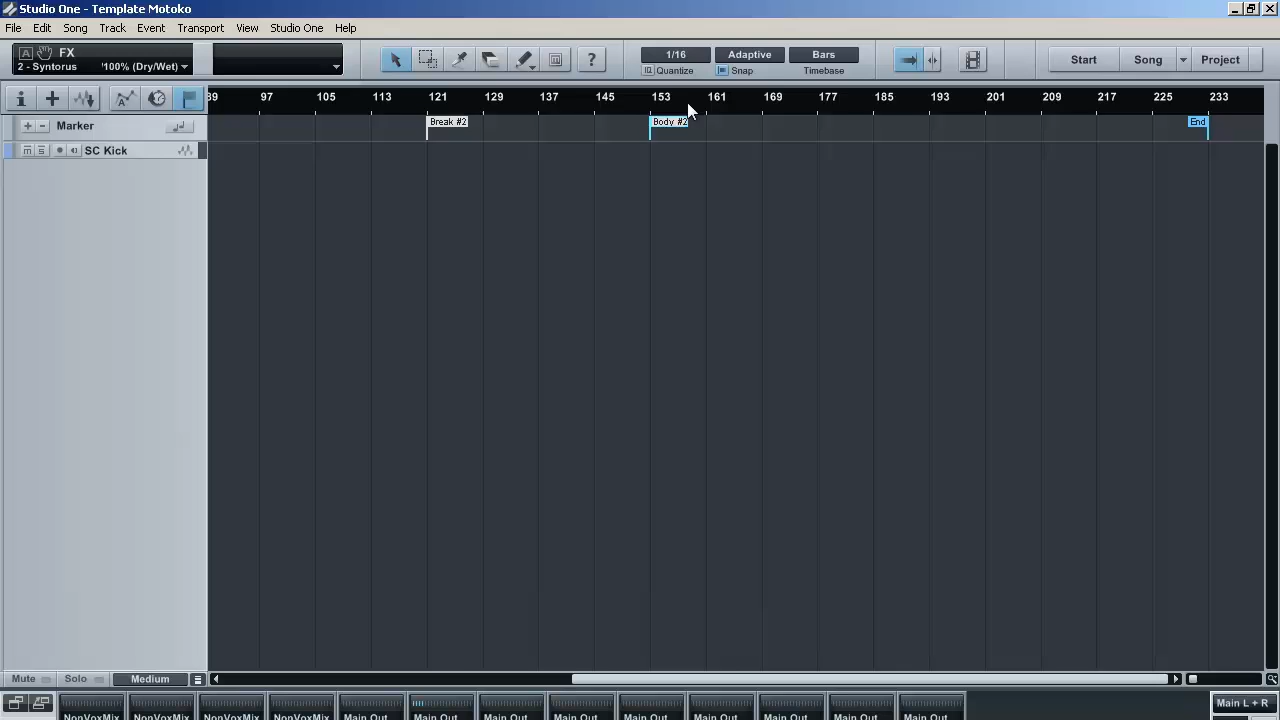 Studio One - Template Motoko
File Edit Song Track Event Transport View Studio One Help
FX
2 - Syntorus '100% (Dry/Wet)
1/16 Adaptive Bars
IQ Quantize Snap Timebase
? Start Song Project
89 97 105 113 121 129 137 145 153 161 169 177 185 193 201 209 217 225 233
Marker Break #2 Body #2 End
M S SC Kick
Mute Solo Medium
NonVoxMix NonVoxMix NonVoxMix NonVoxMix Main Out Main Out Main Out Main Out Main Out Main Out Main Out Main Out Main Out
Main L + R